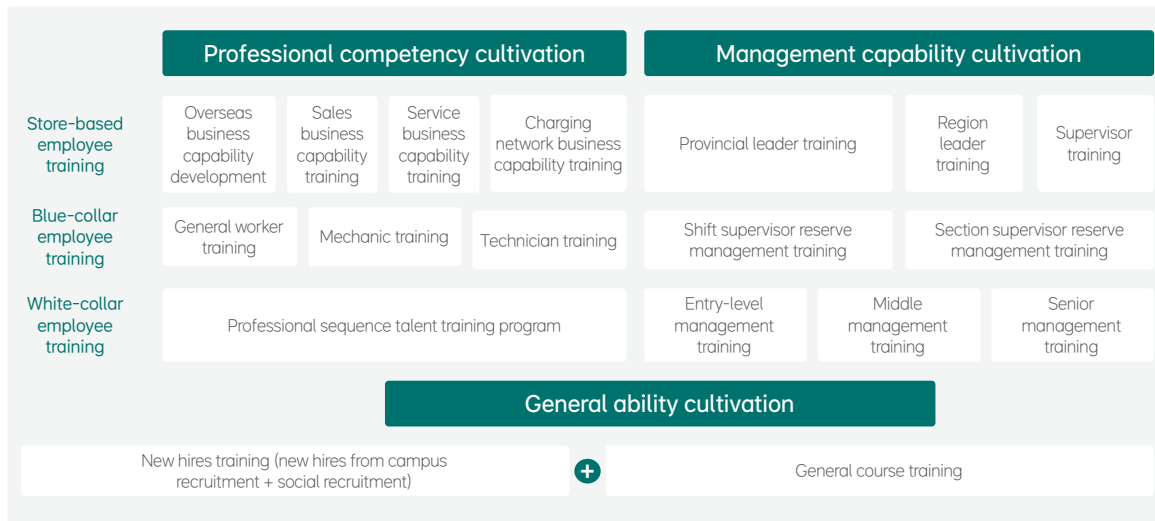 Professional competency cultivation
Management capability cultivation
Store-based
employee
training
Overseas
business
capability
development
Sales
business
capability
training
Service
business
capability
training
Charging
network business
capability training
Provincial leader training
Region
leader
training
Supervisor
training
Blue-collar
employee
training
General worker
training
Mechanic training
Technician training
Shift supervisor reserve
management training
Section supervisor reserve
management training
White-collar
employee
training
Professional sequence talent training program
Entry-level
management
training
Middle
management
training
Senior
management
training
General ability cultivation
New hires training (new hires from campus
recruitment + social recruitment)
+
General course training